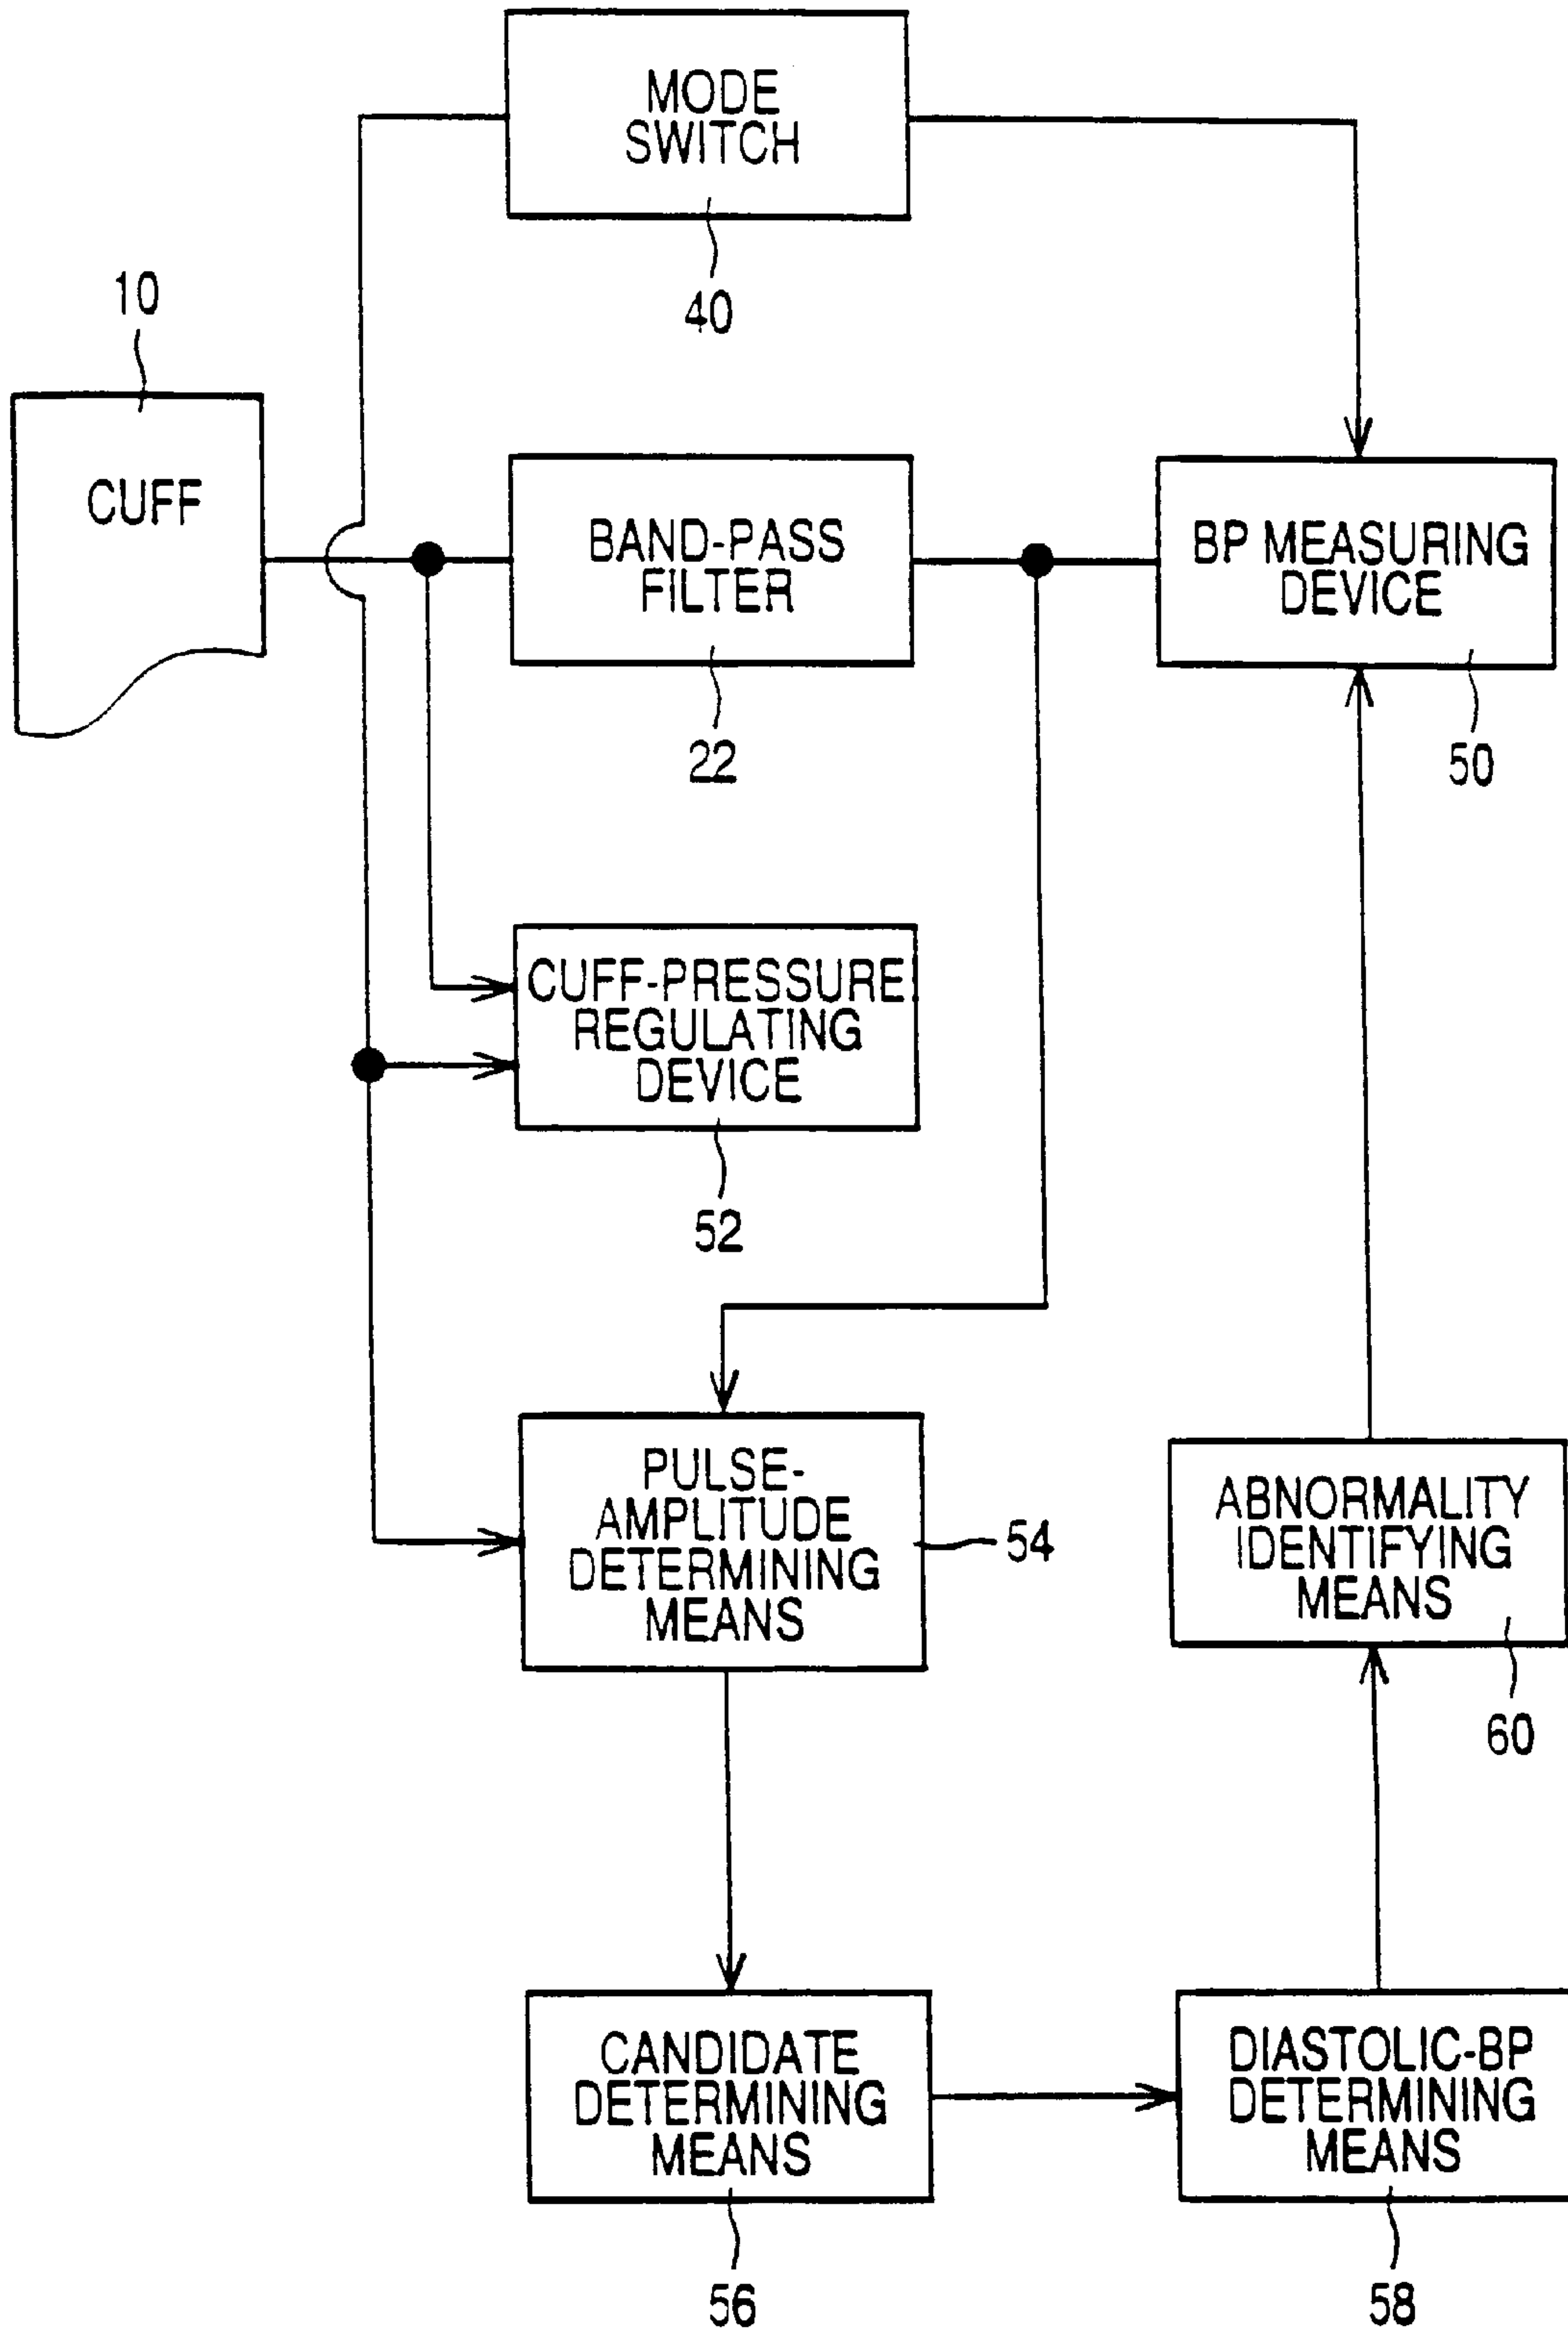 MODE
SWITCH
40
10
CUFF
BAND-PASS
FILTER
22
BP MEASURING
DEVICE
50
CUFF-PRESSURE
REGULATING
DEVICE
52
PULSE-
AMPLITUDE
DETERMINING
MEANS
54
ABNORMALITY
IDENTIFYING
MEANS
60
CANDIDATE
DETERMINING
MEANS
56
DIASTOLIC-BP
DETERMINING
MEANS
58